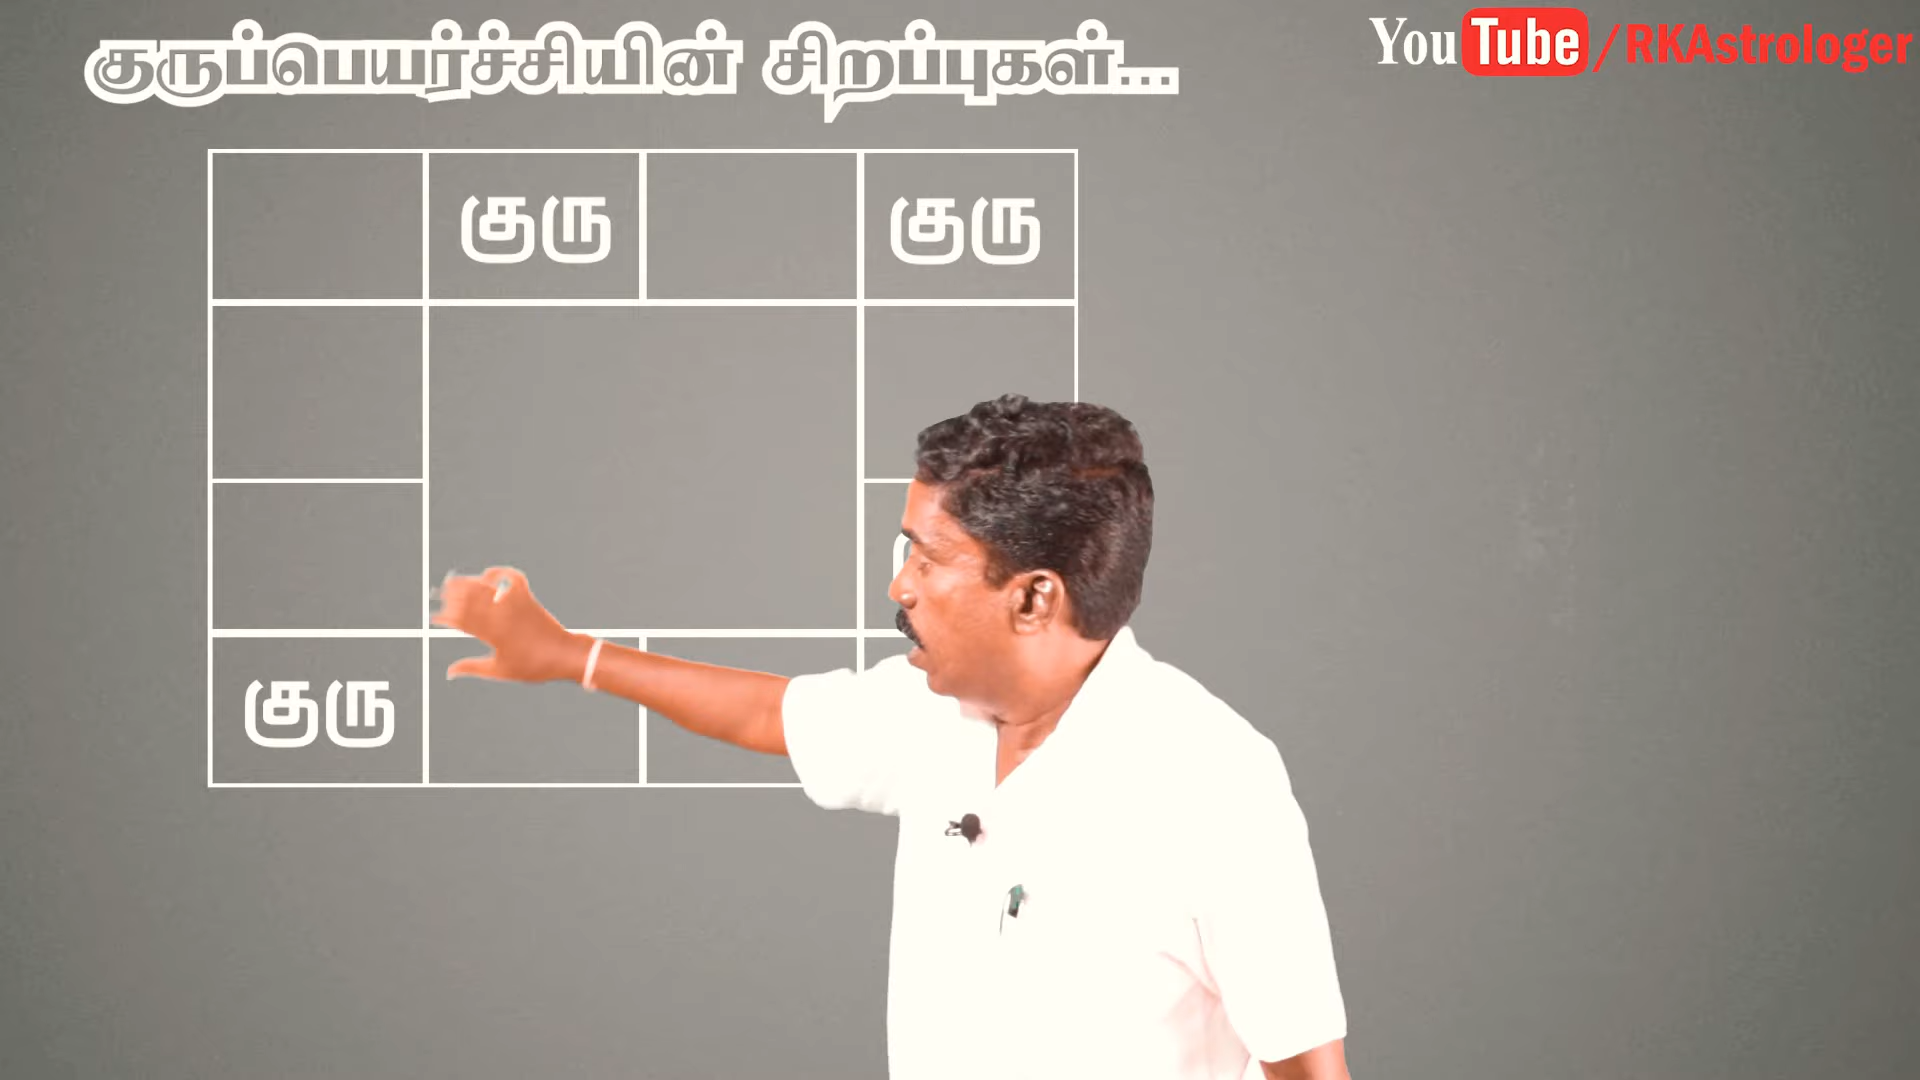 குருப்பெயர்ச்சியின் சிறப்புகள்...
YouTube/RKAstrologer
குரு
குரு
குரு